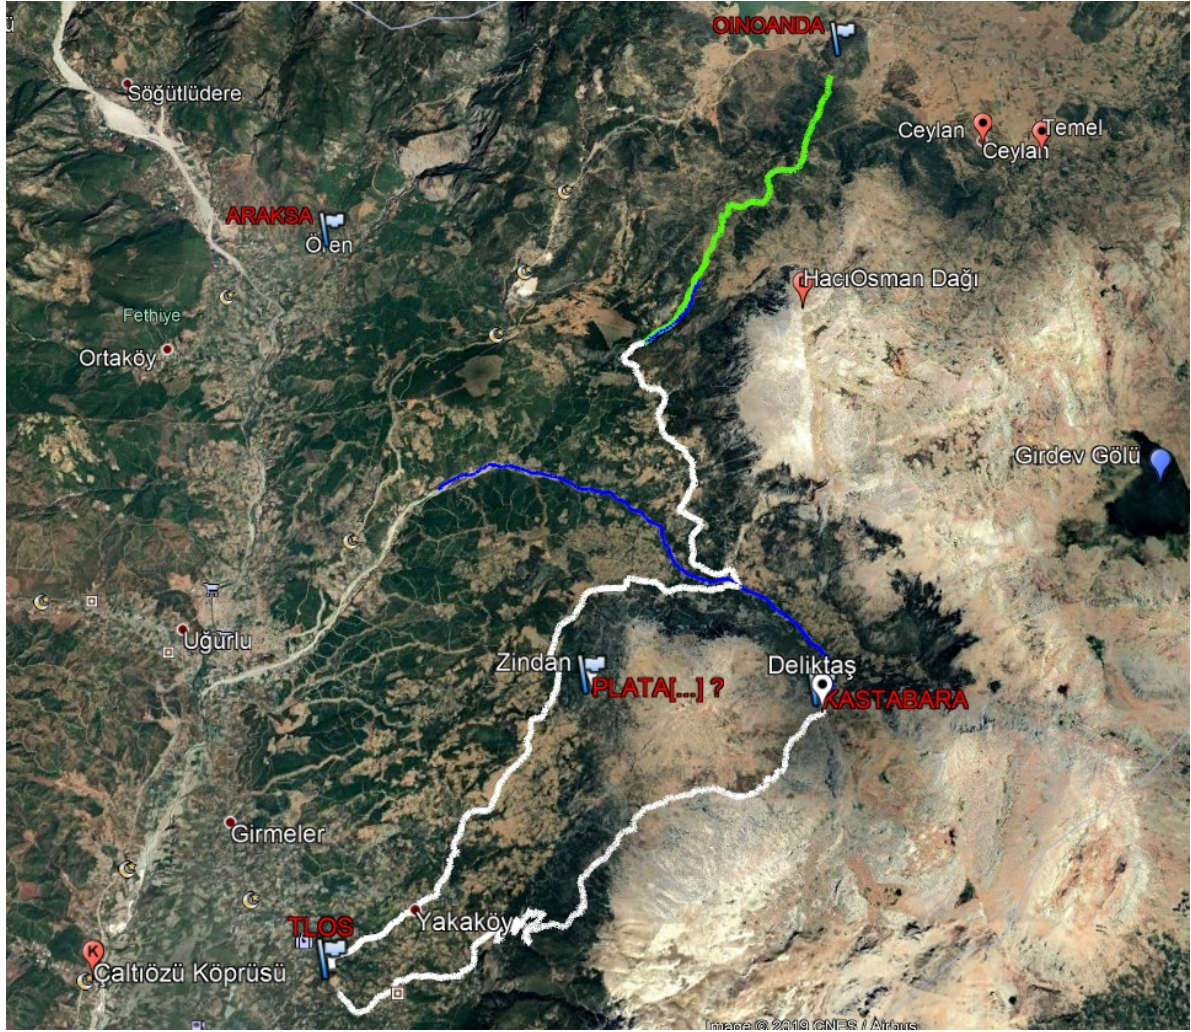 ü
OINOANDA
Söğütlüdere
Ceylan
Temel
Ceylan
ARAKSA
Ören
HacıOsman Dağı
Fethiye
Ortaköy
Girdev Gölü
Uğurlu
Zindan
Deliktaş
PLATA[...] ?
KASTABARA
Girmeler
TLOS
Yakaköy
K
Çaltıözü Köprüsü
Image © 2019 CNES / Airbus